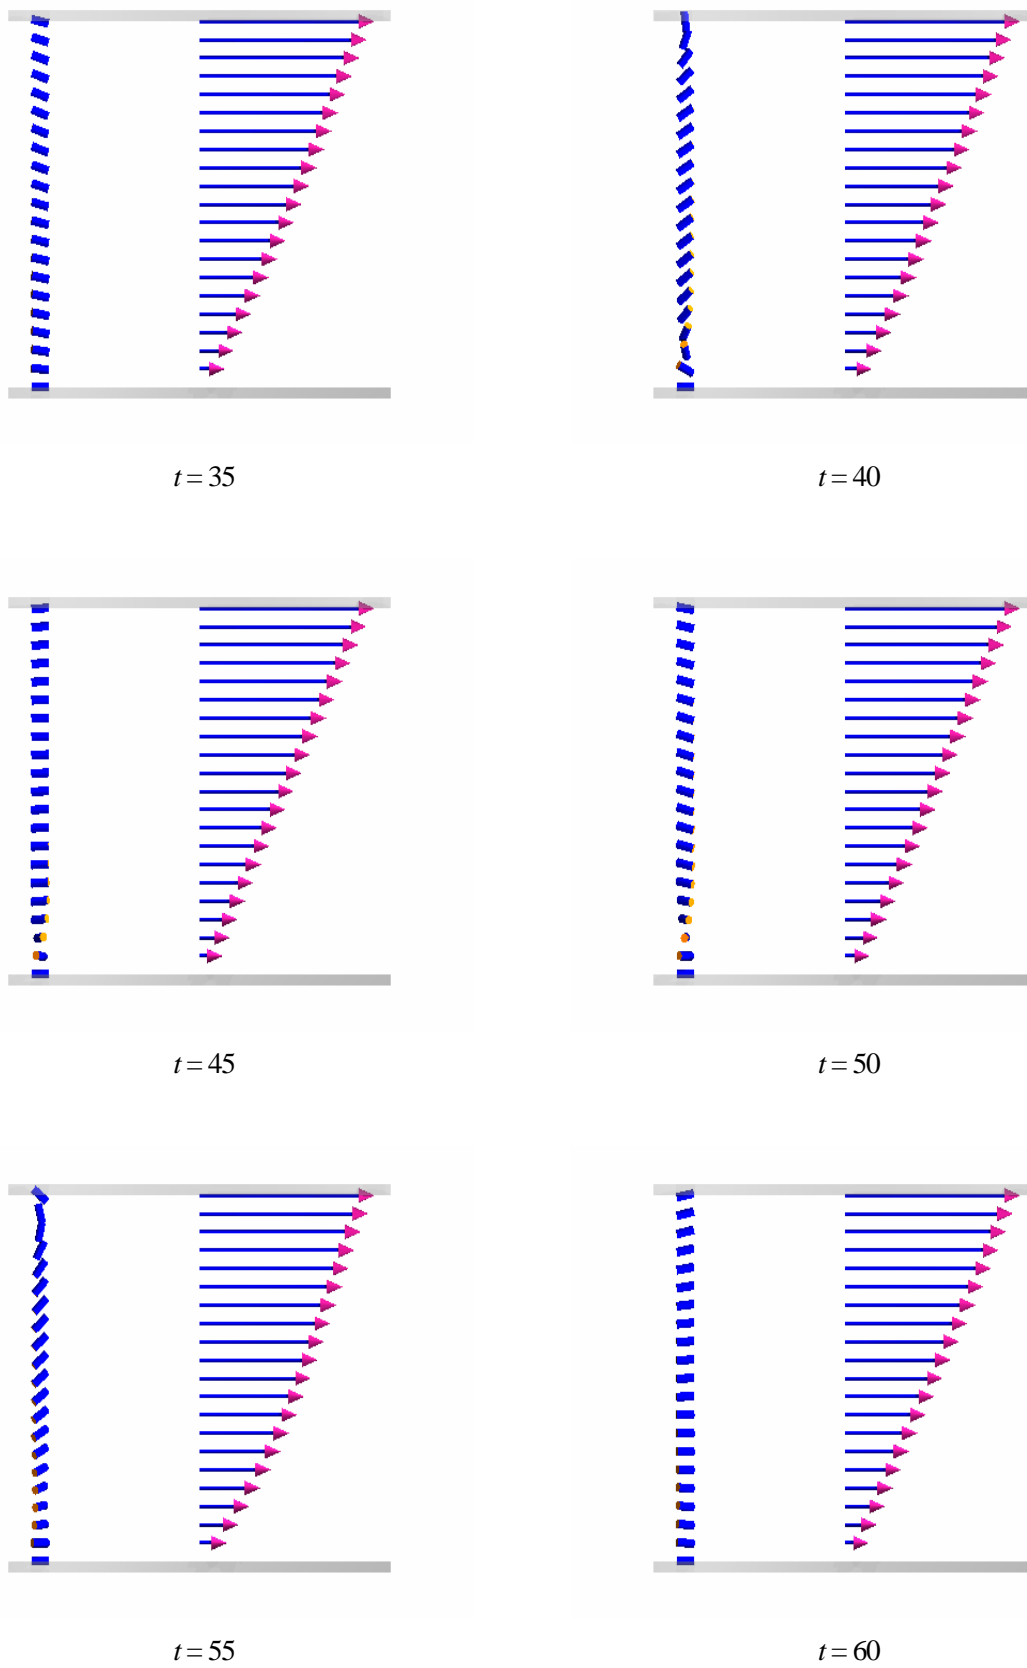 t = 35
t = 40
t = 45
t = 50
t = 55
t = 60